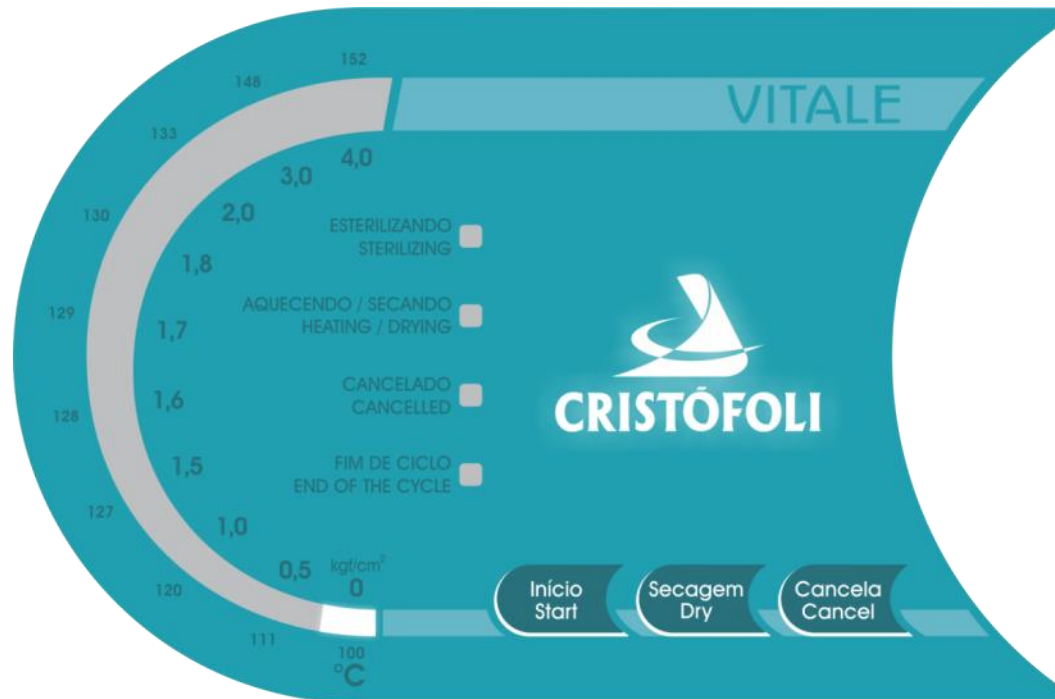 152
148
133
130
129
128
127
120
111
100
°C
VITALE
4,0
3,0
2,0
1,8
1,7
1,6
1,5
1,0
0,5
kgf/cm²
0
ESTERILIZANDO
STERILIZING
AQUECENDO / SECANDO
HEATING / DRYING
CANCELADO
CANCELLED
FIM DE CICLO
END OF THE CYCLE
CRISTÓFOLI
Início
Start
Secagem
Dry
Cancela
Cancel